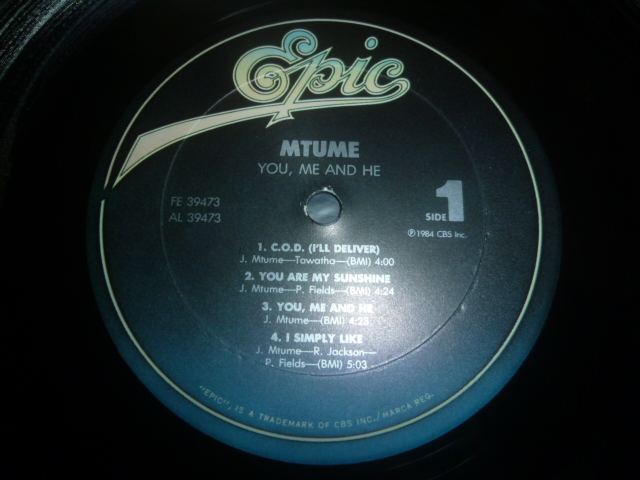 Epic
MTUME
YOU, ME AND HE
FE 39473
AL 39473
SIDE 1
℗1984 CBS Inc.
1. C.O.D. (I'LL DELIVER)
J. Mtume—Tawatha—(BMI) 4:00
2. YOU ARE MY SUNSHINE
J. Mtume—P. Fields—(BMI) 4:24
3. YOU, ME AND HE
J. Mtume—(BMI) 4:23
4. I SIMPLY LIKE
J. Mtume—R. Jackson—
P. Fields—(BMI) 5:03
"EPIC", IS A TRADEMARK OF CBS INC./MARCA REG.